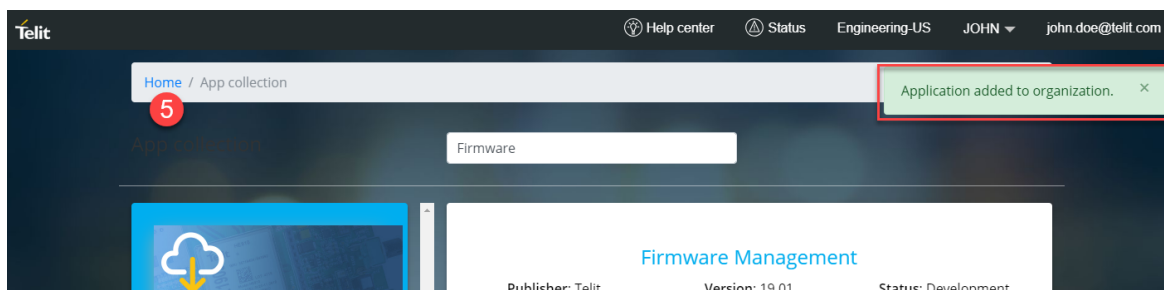 Telit Help center Status Engineering-US JOHN john.doe@telit.com
Home / App collection
Application added to organization. ×
5
App collection
Firmware
Firmware Management
Publisher: Telit Version: 19.01 Status: Development